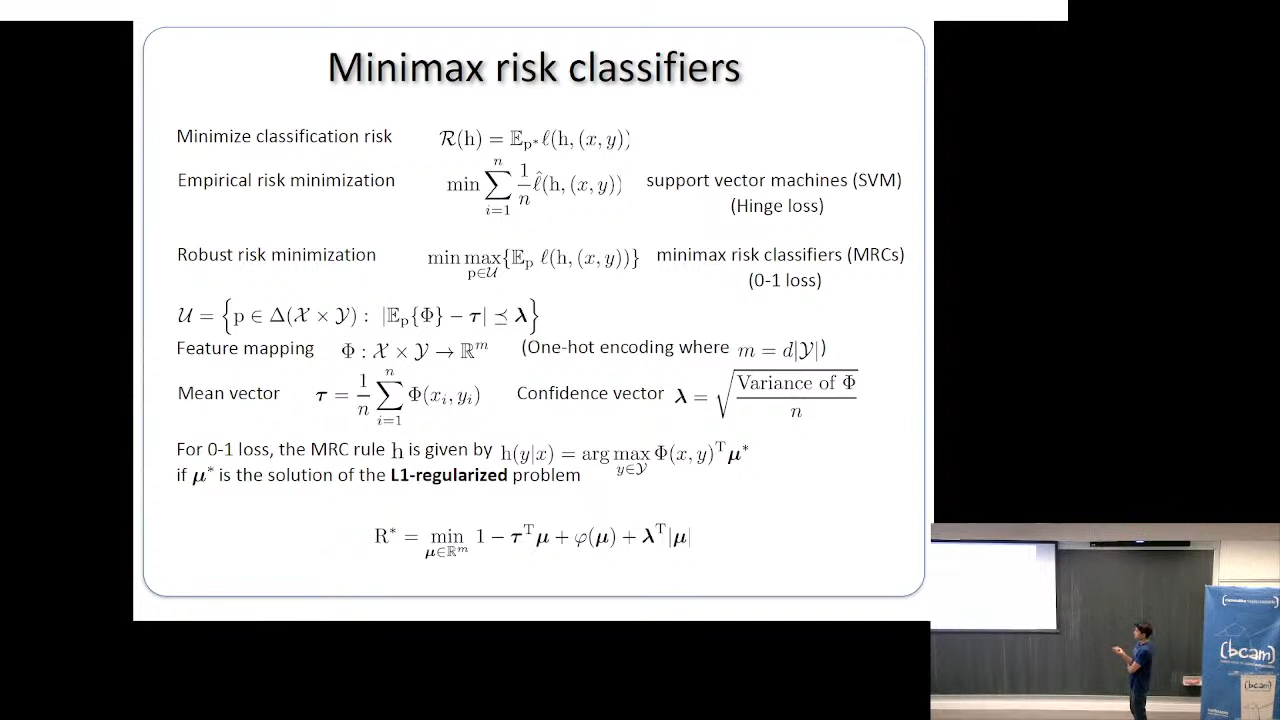 Minimax risk classifiers
Minimize classification risk R(h) = 𝔼_{p*} ℓ(h, (x, y))
Empirical risk minimization min ∑_{i=1}^{n} 1/n ℓ̂(h, (x, y)) support vector machines (SVM)
(Hinge loss)
Robust risk minimization min max_{p∈𝒰} {𝔼_p ℓ(h, (x, y))} minimax risk classifiers (MRCs)
(0-1 loss)
𝒰 = {p ∈ Δ(𝒳 × 𝒴) : |𝔼_p{Φ} − τ| ⪯ λ}
Feature mapping Φ : 𝒳 × 𝒴 → ℝ^m (One-hot encoding where m = d|𝒴|)
Mean vector τ = 1/n ∑_{i=1}^{n} Φ(x_i, y_i) Confidence vector λ = √(Variance of Φ / n)
For 0-1 loss, the MRC rule h is given by h(y|x) = arg max_{y∈𝒴} Φ(x, y)^T μ*
if μ* is the solution of the L1-regularized problem
R* = min_{μ∈ℝ^m} 1 − τ^T μ + φ(μ) + λ^T |μ|
(bcam)
(bcam)